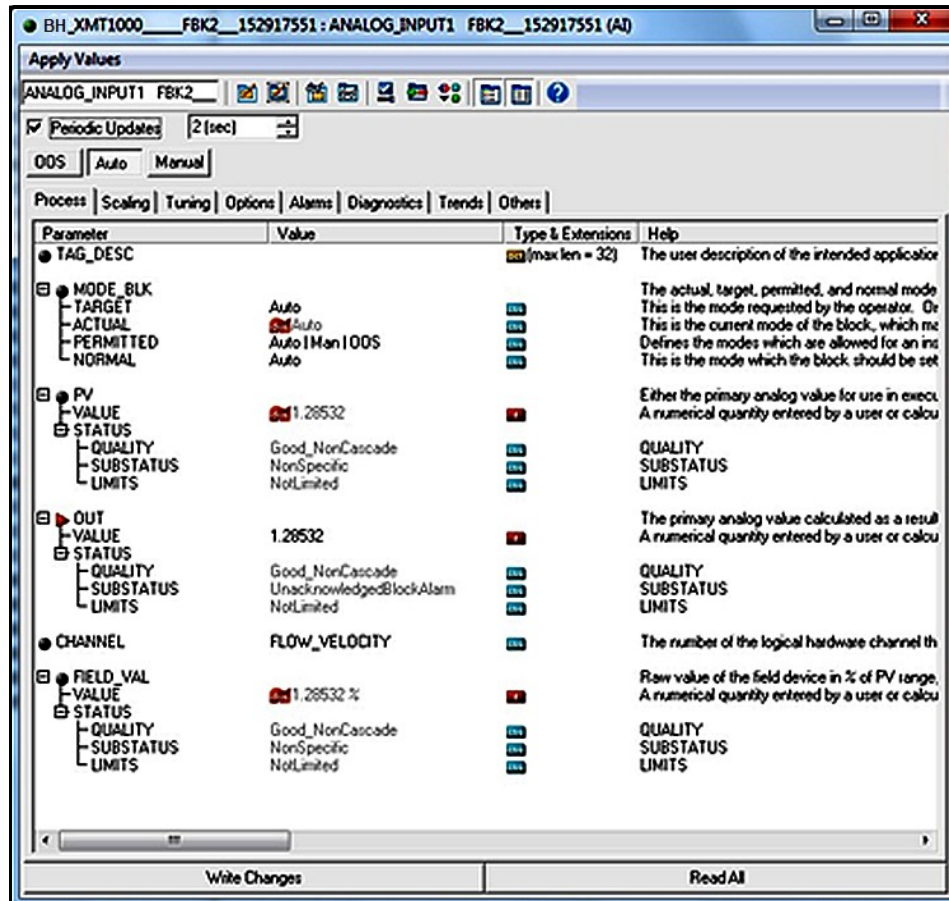 BH_XMT1000_____FBK2__152917551 : ANALOG_INPUT1 FBK2__152917551 (AI)
Apply Values
ANALOG_INPUT1 FBK2__
Periodic Updates 2 (sec)
OOS Auto Manual
Process Scaling Tuning Options Alarms Diagnostics Trends Others
Parameter Value Type & Extensions Help
TAG_DESC (max len = 32) The user description of the intended application
MODE_BLK The actual, target, permitted, and normal mode
TARGET Auto This is the mode requested by the operator. On
ACTUAL Auto This is the current mode of the block, which ma
PERMITTED Auto | Man | OOS Defines the modes which are allowed for an ins
NORMAL Auto This is the mode which the block should be set
PV Either the primary analog value for use in execu
VALUE 1.28532 A numerical quantity entered by a user or calcu
STATUS
QUALITY Good_NonCascade QUALITY
SUBSTATUS NonSpecific SUBSTATUS
LIMITS NotLimited LIMITS
OUT The primary analog value calculated as a result
VALUE 1.28532 A numerical quantity entered by a user or calcu
STATUS
QUALITY Good_NonCascade QUALITY
SUBSTATUS UnacknowledgedBlockAlarm SUBSTATUS
LIMITS NotLimited LIMITS
CHANNEL FLOW_VELOCITY The number of the logical hardware channel th
FIELD_VAL Raw value of the field device in % of PV range,
VALUE 1.28532 % A numerical quantity entered by a user or calcu
STATUS
QUALITY Good_NonCascade QUALITY
SUBSTATUS NonSpecific SUBSTATUS
LIMITS NotLimited LIMITS
Write Changes Read All